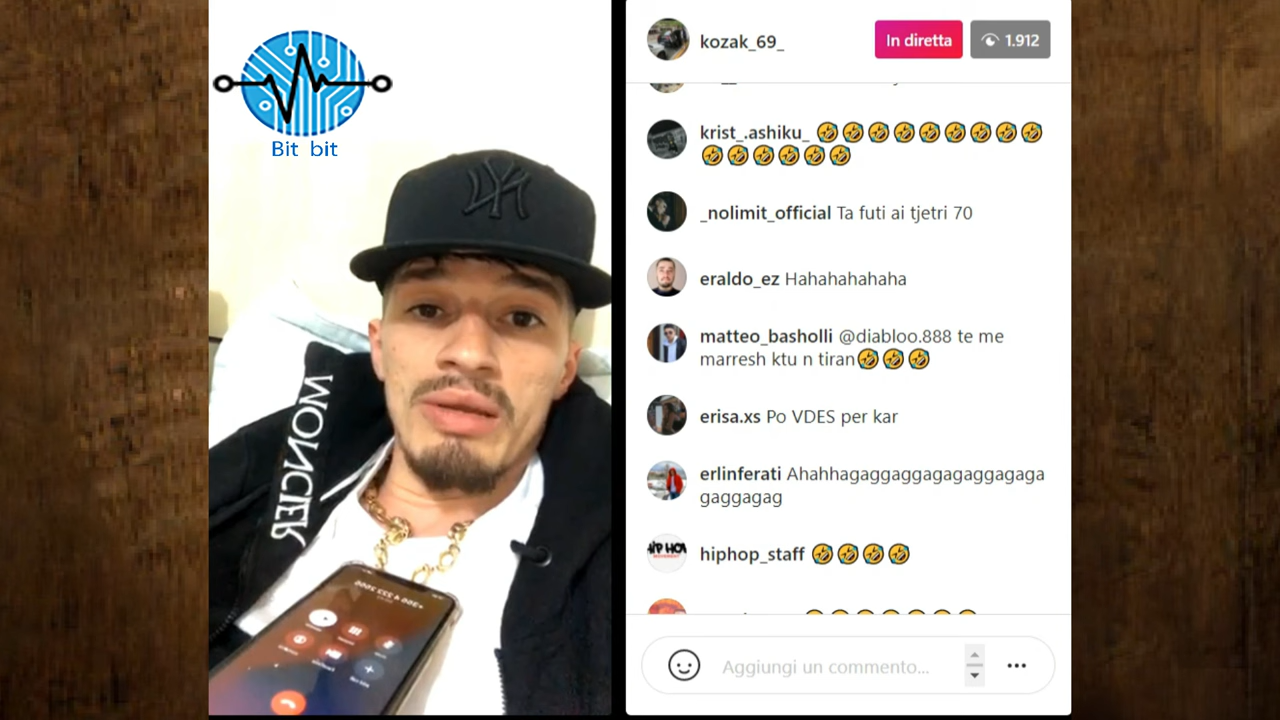 Bit bit
MONCLER
kozak_69_
In diretta
1.912
krist_.ashiku_ 🤣🤣🤣🤣🤣🤣🤣🤣🤣
🤣🤣🤣🤣🤣🤣
_nolimit_official Ta futi ai tjetri 70
eraldo_ez Hahahahahaha
matteo_basholli @diabloo.888 te me
marresh ktu n tiran🤣🤣🤣
erisa.xs Po VDES per kar
erlinferati Ahahhagaggaggagagaggagaga
gaggagag
hiphop_staff 🤣🤣🤣🤣
Aggiungi un commento...